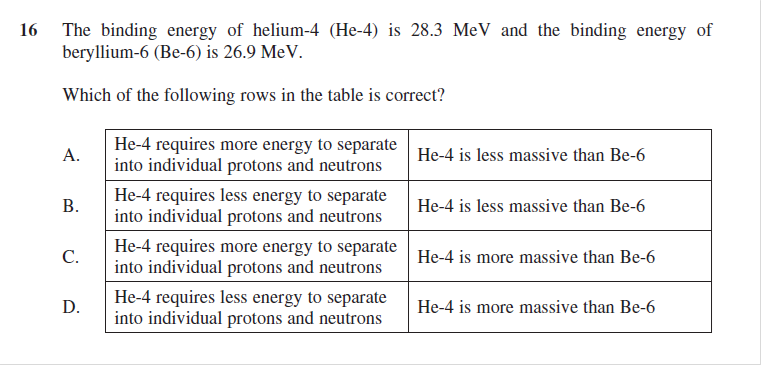 16 The binding energy of helium-4 (He-4) is 28.3 MeV and the binding energy of
beryllium-6 (Be-6) is 26.9 MeV.
Which of the following rows in the table is correct?
A. He-4 requires more energy to separate
into individual protons and neutrons
He-4 is less massive than Be-6
B. He-4 requires less energy to separate
into individual protons and neutrons
He-4 is less massive than Be-6
C. He-4 requires more energy to separate
into individual protons and neutrons
He-4 is more massive than Be-6
D. He-4 requires less energy to separate
into individual protons and neutrons
He-4 is more massive than Be-6